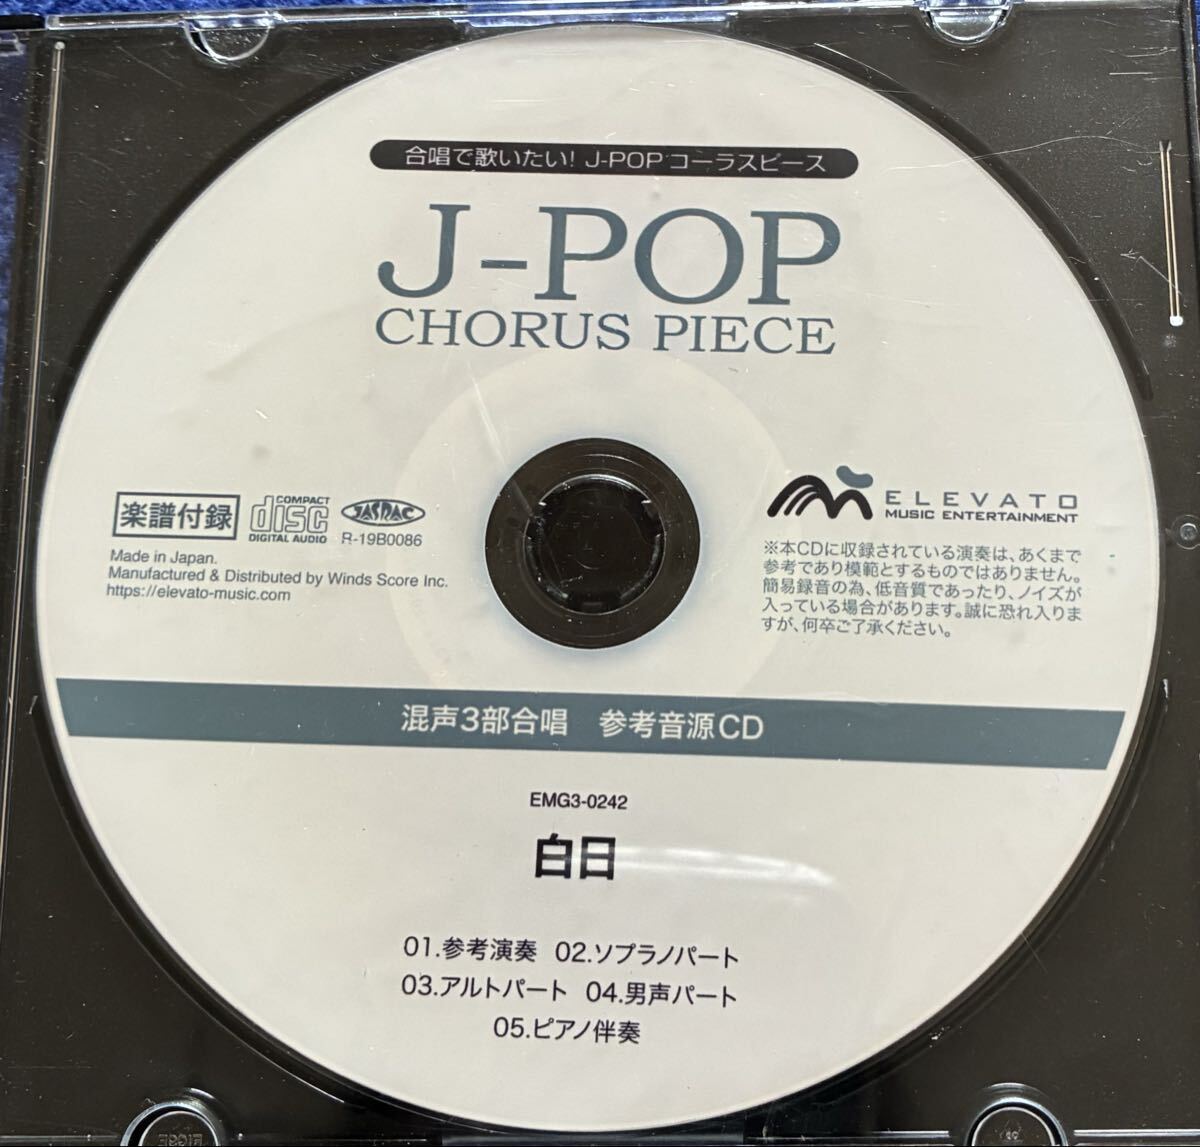 合唱で歌いたい! J-POP コーラスピース
J-POP
CHORUS PIECE
楽譜付録
COMPACT
disc
DIGITAL AUDIO
JASRAC
R-19B0086
Made in Japan.
Manufactured & Distributed by Winds Score Inc.
https://elevato-music.com
ELEVATO
MUSIC ENTERTAINMENT
※本CDに収録されている演奏は、あくまで
参考であり模範とするものではありません。
簡易録音の為、低音質であったり、ノイズが
入っている場合があります。誠に恐れ入りま
すが、何卒ご了承ください。
混声3部合唱 参考音源CD
EMG3-0242
白日
01.参考演奏 02.ソプラノパート
03.アルトパート 04.男声パート
05.ピアノ伴奏